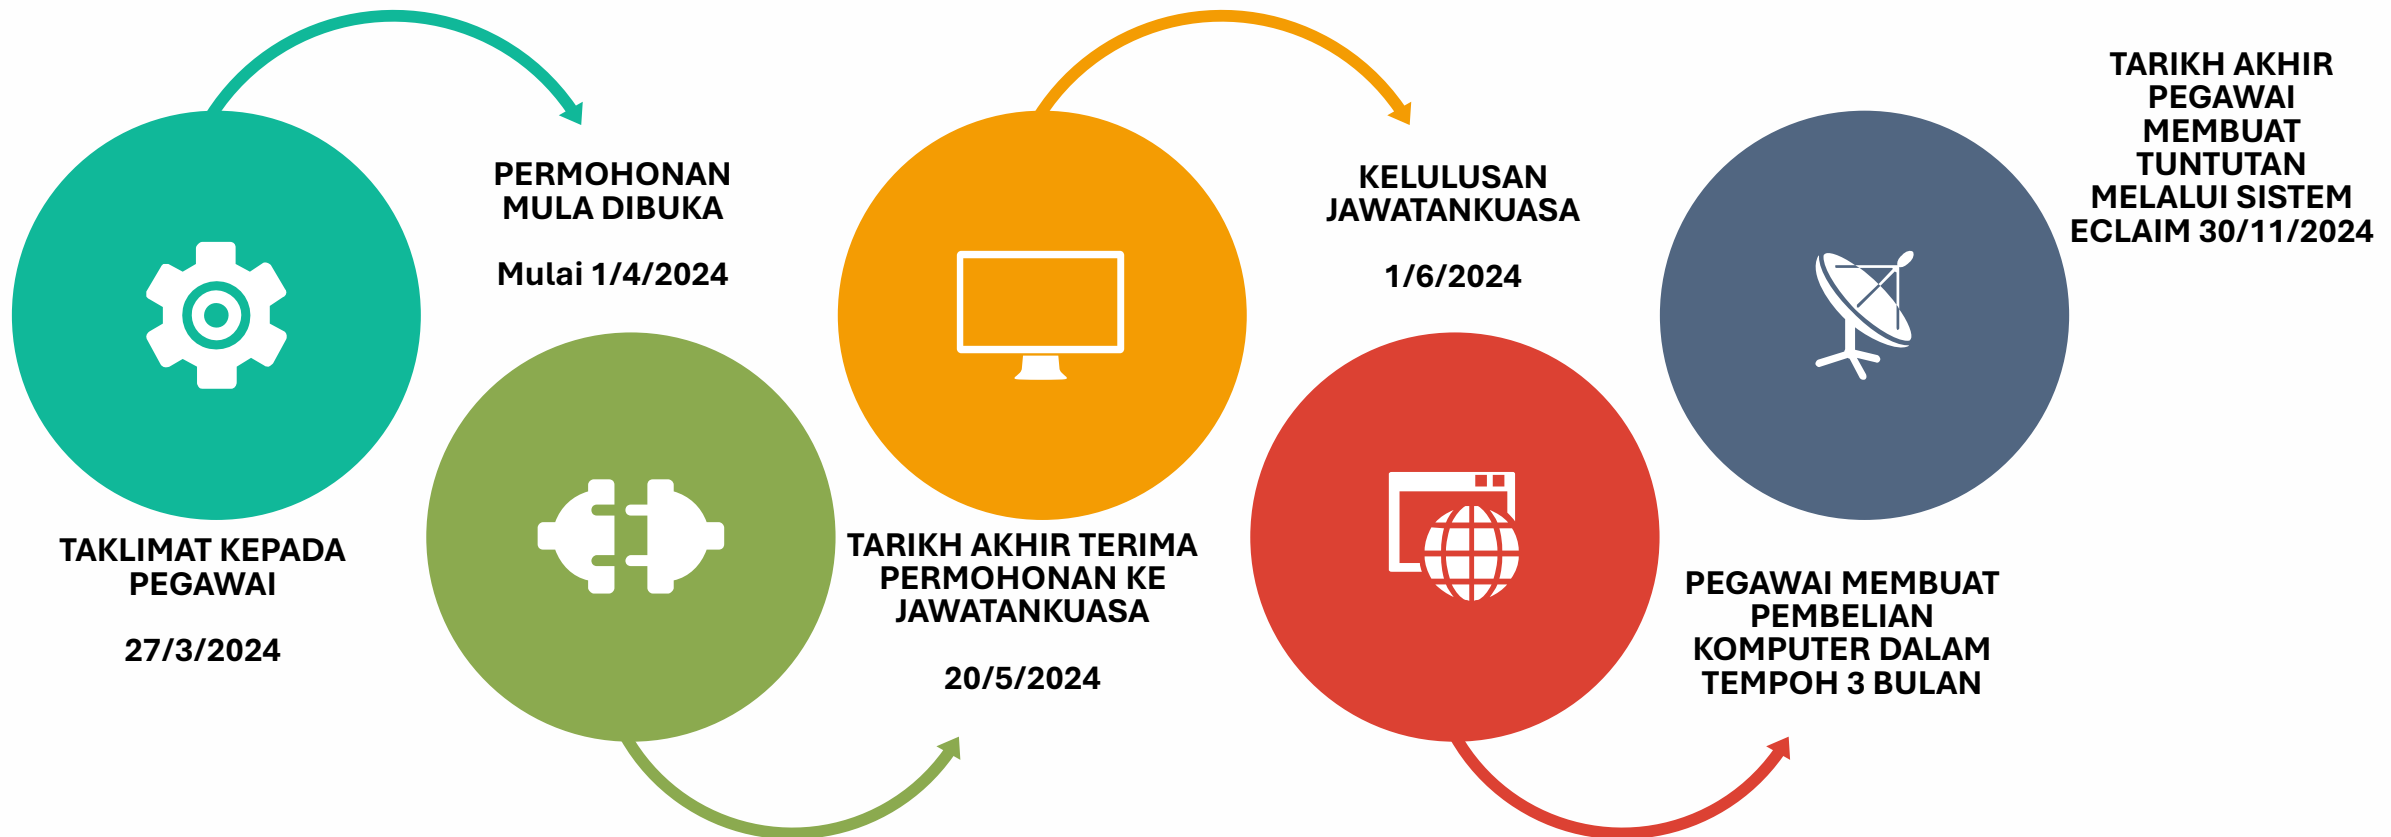 TAKLIMAT KEPADA
PEGAWAI
27/3/2024
PERMOHONAN
MULA DIBUKA
Mulai 1/4/2024
TARIKH AKHIR TERIMA
PERMOHONAN KE
JAWATANKUASA
20/5/2024
KELULUSAN
JAWATANKUASA
1/6/2024
PEGAWAI MEMBUAT
PEMBELIAN
KOMPUTER DALAM
TEMPOH 3 BULAN
TARIKH AKHIR
PEGAWAI
MEMBUAT
TUNTUTAN
MELALUI SISTEM
ECLAIM 30/11/2024